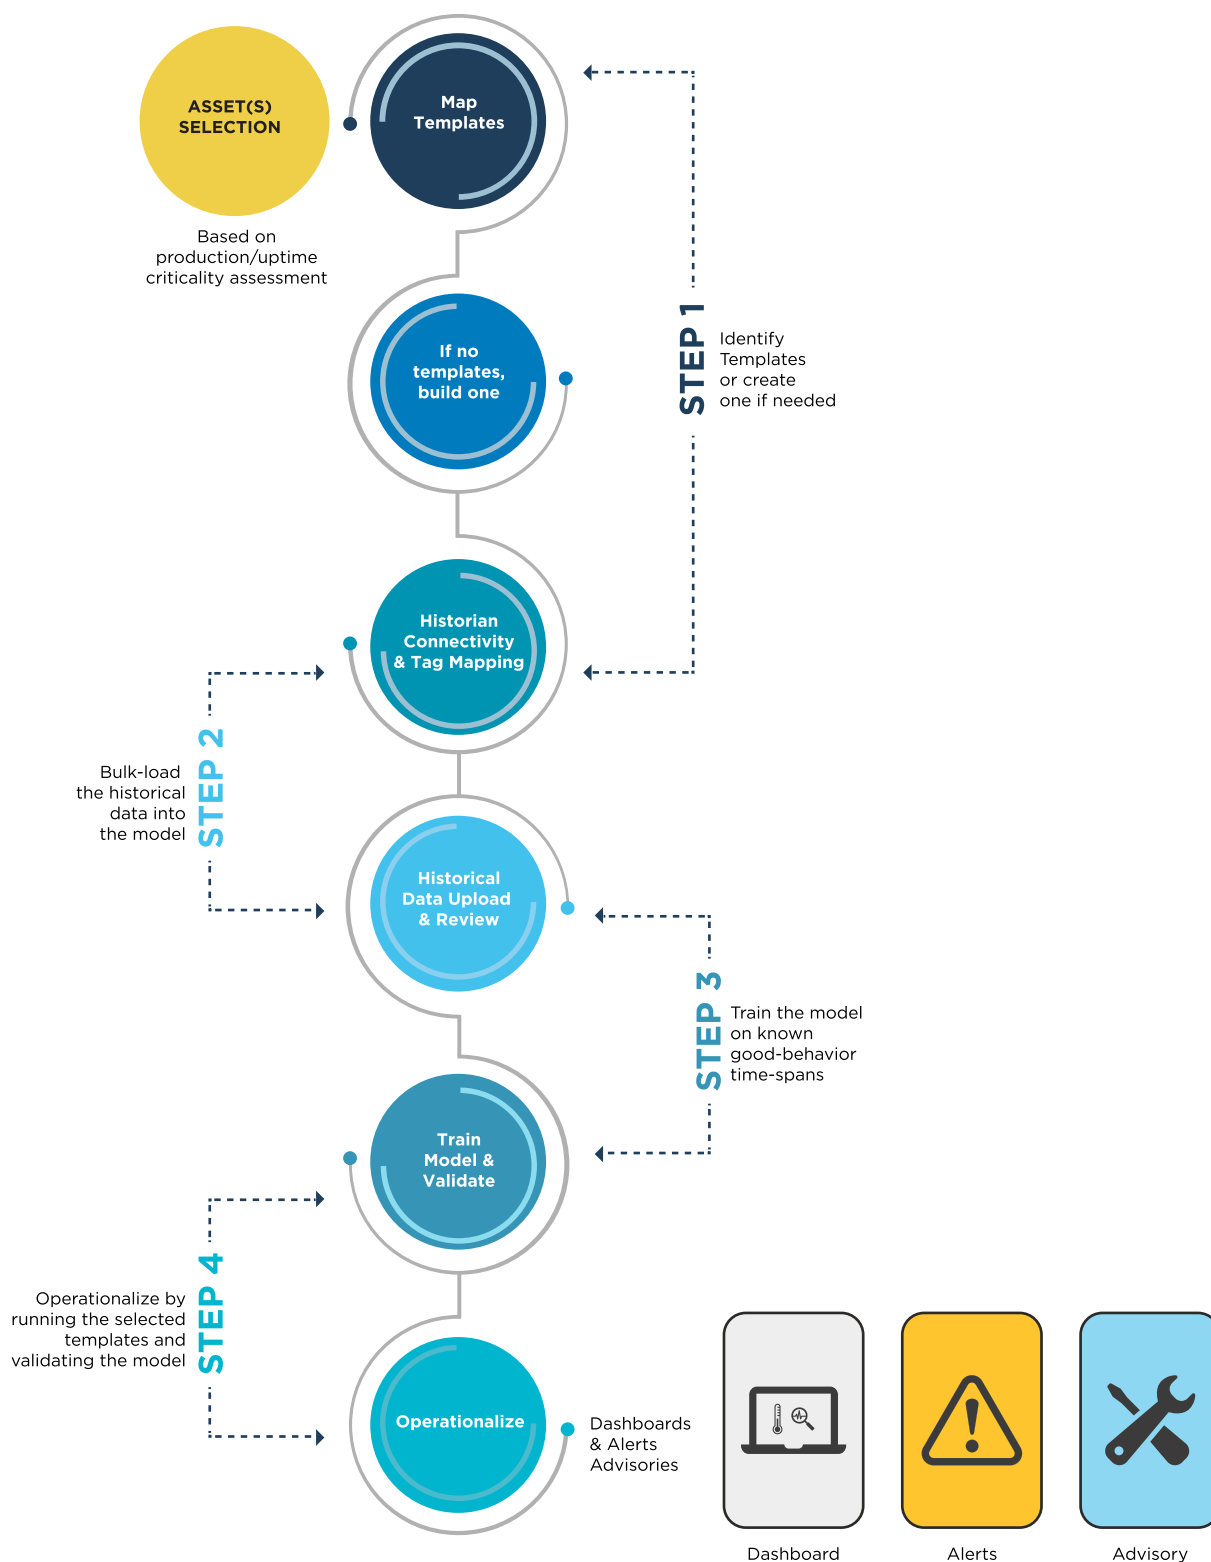 ASSET(S)
SELECTION
Based on
production/uptime
criticality assessment
Map
Templates
If no
templates,
build one
STEP 1
Identify
Templates
or create
one if needed
Historian
Connectivity
& Tag Mapping
STEP 2
Bulk-load
the historical
data into
the model
Historical
Data Upload
& Review
STEP 3
Train the model
on known
good-behavior
time-spans
Train
Model &
Validate
STEP 4
Operationalize by
running the selected
templates and
validating the model
Operationalize
Dashboards
& Alerts
Advisories
Dashboard
Alerts
Advisory